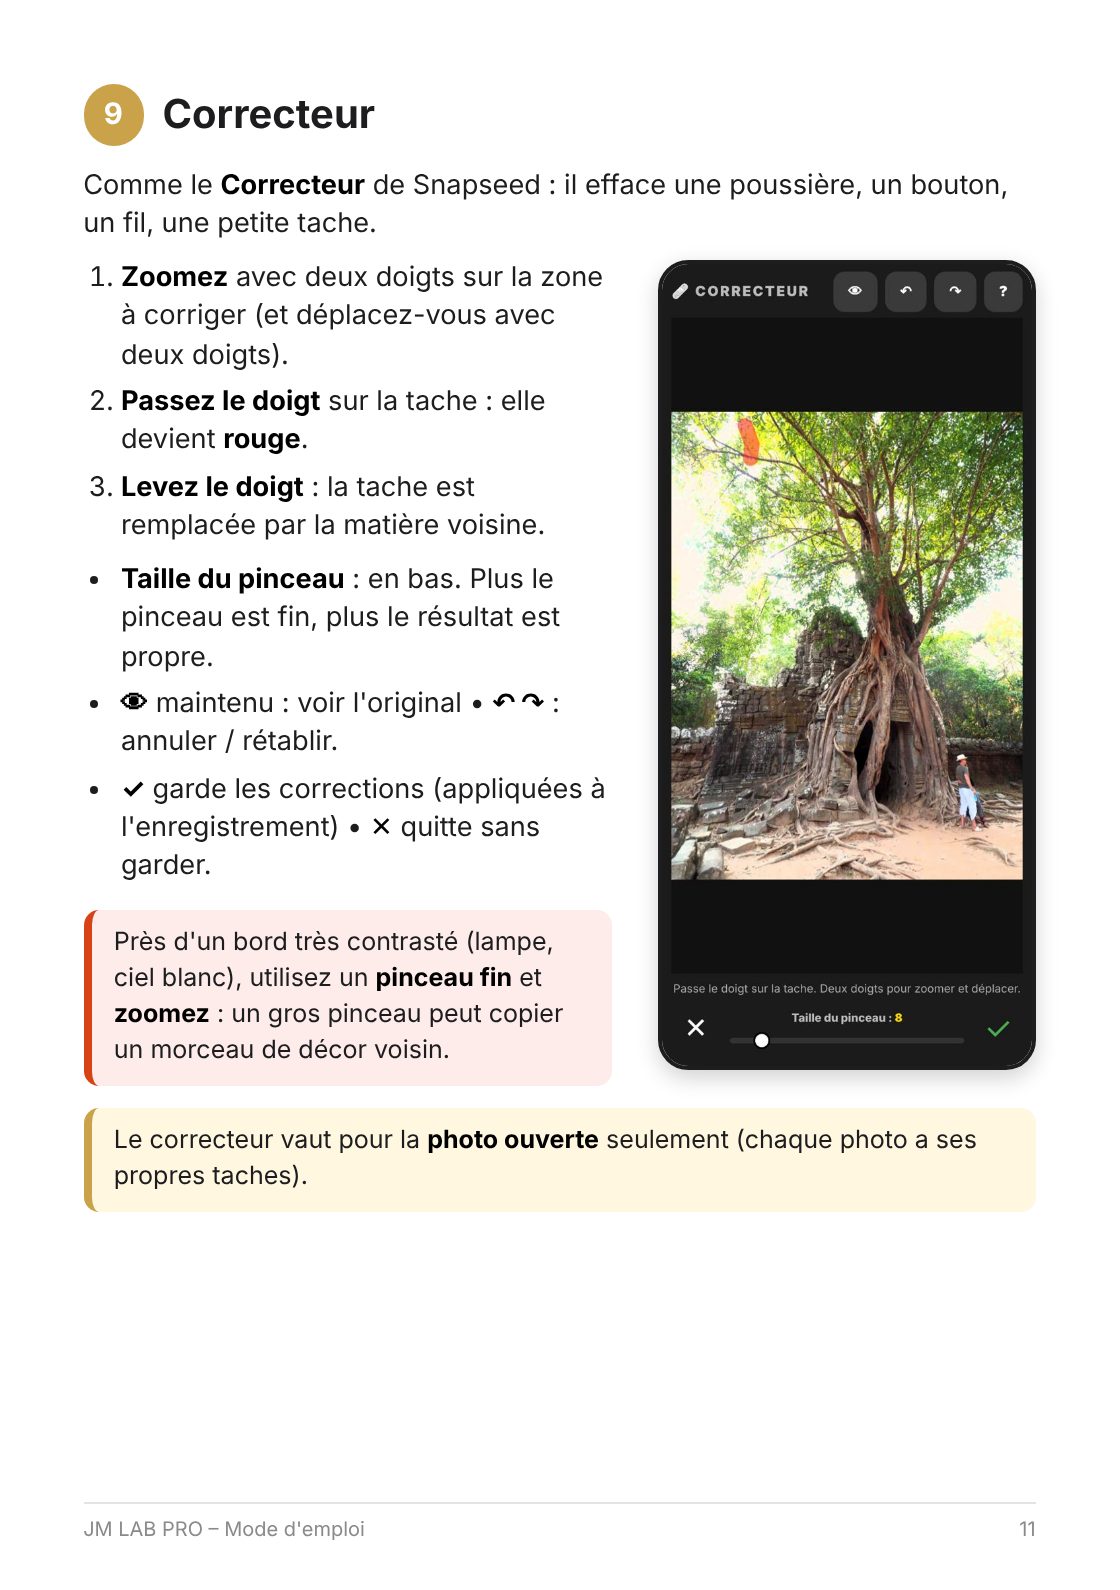 9 Correcteur
Comme le Correcteur de Snapseed : il efface une poussière, un bouton,
un fil, une petite tache.
1. Zoomez avec deux doigts sur la zone
à corriger (et déplacez-vous avec
deux doigts).
2. Passez le doigt sur la tache : elle
devient rouge.
3. Levez le doigt : la tache est
remplacée par la matière voisine.
• Taille du pinceau : en bas. Plus le
pinceau est fin, plus le résultat est
propre.
• 👁 maintenu : voir l'original • ↶ ↷ :
annuler / rétablir.
• ✓ garde les corrections (appliquées à
l'enregistrement) • ✕ quitte sans
garder.
Près d'un bord très contrasté (lampe,
ciel blanc), utilisez un pinceau fin et
zoomez : un gros pinceau peut copier
un morceau de décor voisin.
CORRECTEUR 👁 ↶ ↷ ?
Passe le doigt sur la tache. Deux doigts pour zoomer et déplacer.
✕ Taille du pinceau : 8 ✓
Le correcteur vaut pour la photo ouverte seulement (chaque photo a ses
propres taches).
JM LAB PRO – Mode d'emploi 11